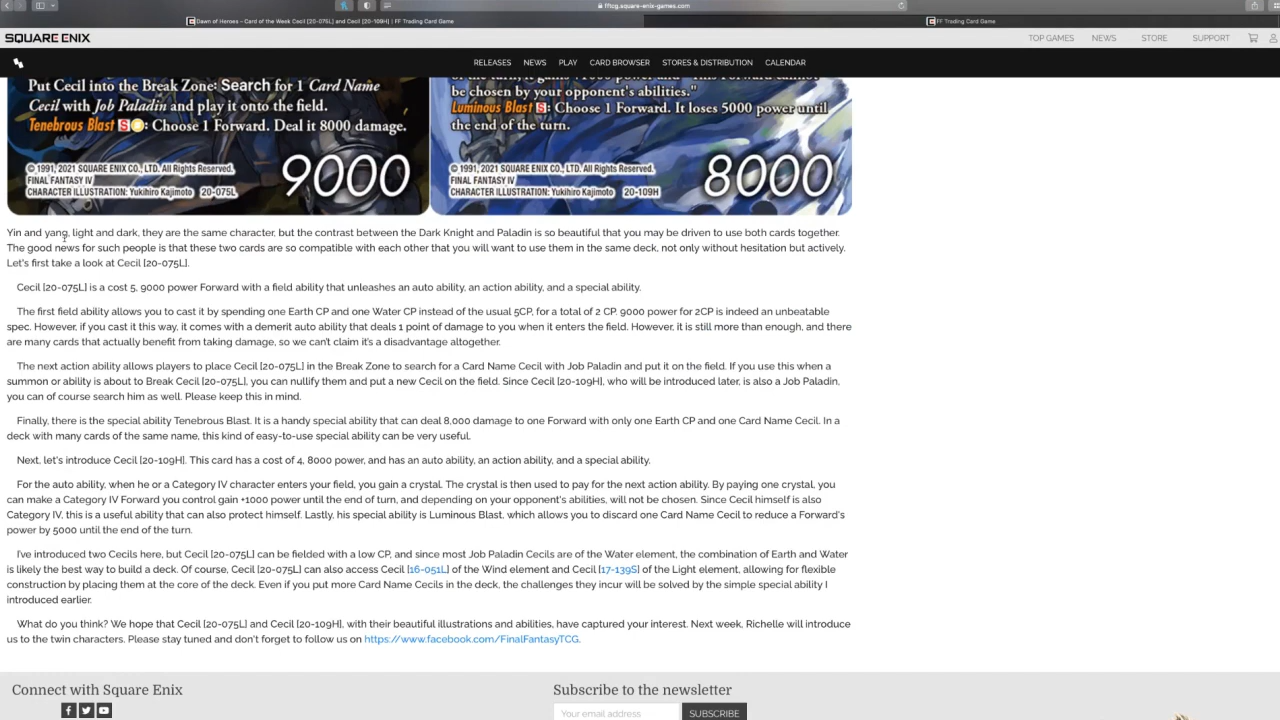 fftcg.square-enix-games.com
Dawn of Heroes – Card of the Week Cecil [20-075L] and Cecil [20-109H] | FF Trading Card Game
FF Trading Card Game
SQUARE ENIX
TOP GAMES NEWS STORE SUPPORT
RELEASES NEWS PLAY CARD BROWSER STORES & DISTRIBUTION CALENDAR
Put Cecil into the Break Zone: Search for 1 Card Name
Cecil with Job Paladin and play it onto the field.
Tenebrous Blast S: Choose 1 Forward. Deal it 8000 damage.
© 1991, 2021 SQUARE ENIX CO., LTD. All Rights Reserved.
FINAL FANTASY IV
CHARACTER ILLUSTRATION: Yukihiro Kajimoto 20-075L
9000
be chosen by your opponent's abilities."
Luminous Blast S: Choose 1 Forward. It loses 5000 power until
the end of the turn.
© 1991, 2021 SQUARE ENIX CO., LTD. All Rights Reserved.
FINAL FANTASY IV
CHARACTER ILLUSTRATION: Yukihiro Kajimoto 20-109H
8000
Yin and yang, light and dark, they are the same character, but the contrast between the Dark Knight and Paladin is so beautiful that you may be driven to use both cards together.
The good news for such people is that these two cards are so compatible with each other that you will want to use them in the same deck, not only without hesitation but actively.
Let's first take a look at Cecil [20-075L].
Cecil [20-075L] is a cost 5, 9000 power Forward with a field ability that unleashes an auto ability, an action ability, and a special ability.
The first field ability allows you to cast it by spending one Earth CP and one Water CP instead of the usual 5CP, for a total of 2 CP. 9000 power for 2CP is indeed an unbeatable
spec. However, if you cast it this way, it comes with a demerit auto ability that deals 1 point of damage to you when it enters the field. However, it is still more than enough, and there
are many cards that actually benefit from taking damage, so we can't claim it's a disadvantage altogether.
The next action ability allows players to place Cecil [20-075L] in the Break Zone to search for a Card Name Cecil with Job Paladin and put it on the field. If you use this when a
summon or ability is about to Break Cecil [20-075L], you can nullify them and put a new Cecil on the field. Since Cecil [20-109H], who will be introduced later, is also a Job Paladin,
you can of course search him as well. Please keep this in mind.
Finally, there is the special ability Tenebrous Blast. It is a handy special ability that can deal 8,000 damage to one Forward with only one Earth CP and one Card Name Cecil. In a
deck with many cards of the same name, this kind of easy-to-use special ability can be very useful.
Next, let's introduce Cecil [20-109H]. This card has a cost of 4, 8000 power, and has an auto ability, an action ability, and a special ability.
For the auto ability, when he or a Category IV character enters your field, you gain a crystal. The crystal is then used to pay for the next action ability. By paying one crystal, you
can make a Category IV Forward you control gain +1000 power until the end of turn, and depending on your opponent's abilities, will not be chosen. Since Cecil himself is also
Category IV, this is a useful ability that can also protect himself. Lastly, his special ability is Luminous Blast, which allows you to discard one Card Name Cecil to reduce a Forward's
power by 5000 until the end of the turn.
I've introduced two Cecils here, but Cecil [20-075L] can be fielded with a low CP, and since most Job Paladin Cecils are of the Water element, the combination of Earth and Water
is likely the best way to build a deck. Of course, Cecil [20-075L] can also access Cecil [16-051L] of the Wind element and Cecil [17-139S] of the Light element, allowing for flexible
construction by placing them at the core of the deck. Even if you put more Card Name Cecils in the deck, the challenges they incur will be solved by the simple special ability I
introduced earlier.
What do you think? We hope that Cecil [20-075L] and Cecil [20-109H], with their beautiful illustrations and abilities, have captured your interest. Next week, Richelle will introduce
us to the twin characters. Please stay tuned and don't forget to follow us on https://www.facebook.com/FinalFantasyTCG.
Connect with Square Enix
Subscribe to the newsletter
Your email address
SUBSCRIBE